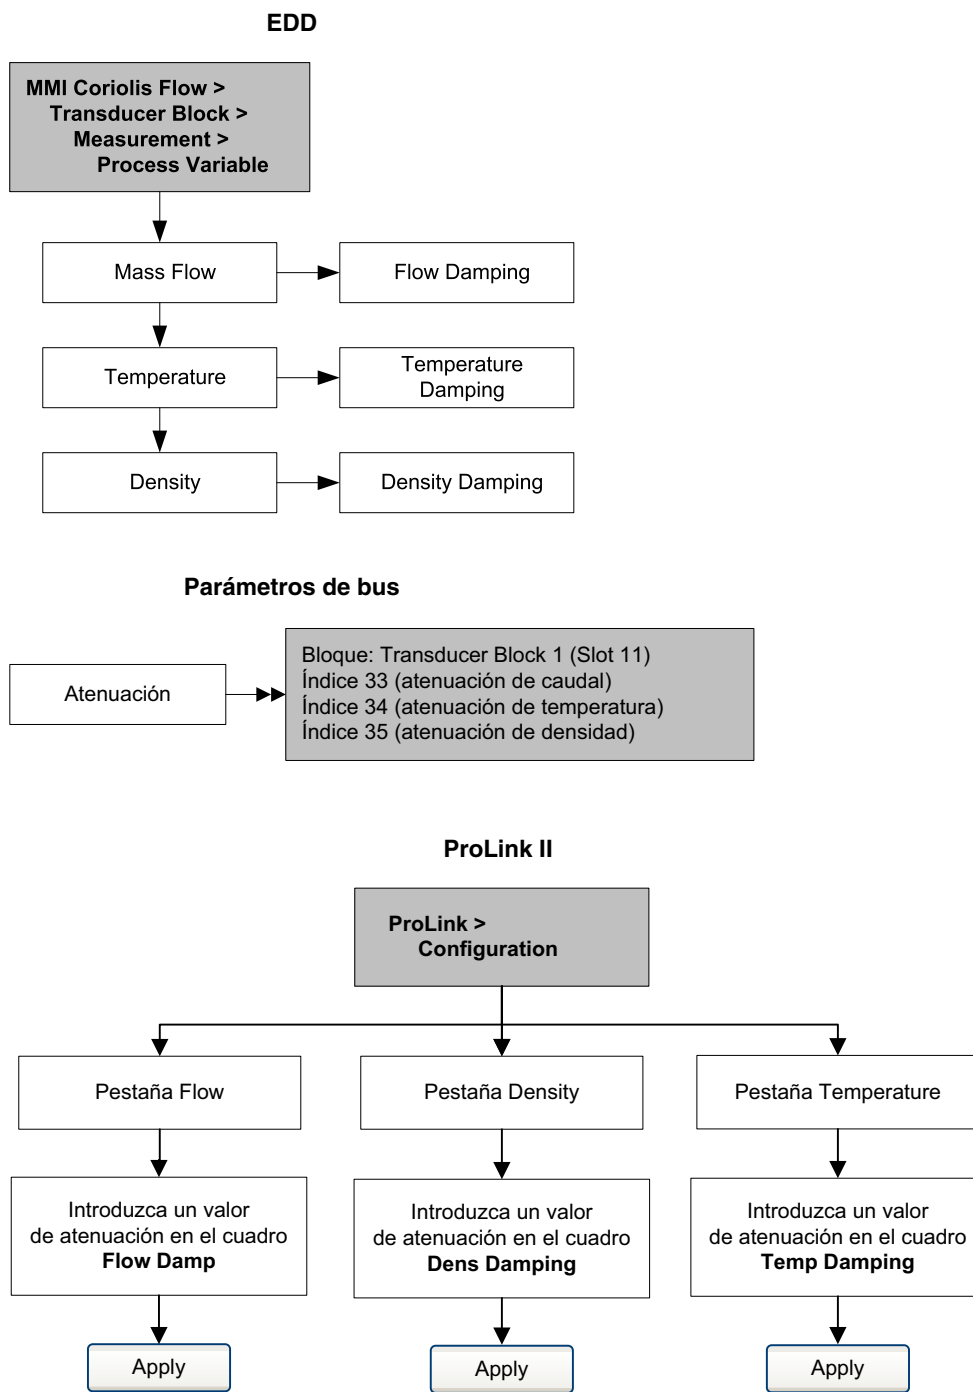 EDD
MMI Coriolis Flow >
Transducer Block >
Measurement >
Process Variable
Mass Flow
Flow Damping
Temperature
Temperature
Damping
Density
Density Damping
Parámetros de bus
Atenuación
Bloque: Transducer Block 1 (Slot 11)
Índice 33 (atenuación de caudal)
Índice 34 (atenuación de temperatura)
Índice 35 (atenuación de densidad)
ProLink II
ProLink >
Configuration
Pestaña Flow
Pestaña Density
Pestaña Temperature
Introduzca un valor
de atenuación en el cuadro
Flow Damp
Introduzca un valor
de atenuación en el cuadro
Dens Damping
Introduzca un valor
de atenuación en el cuadro
Temp Damping
Apply
Apply
Apply